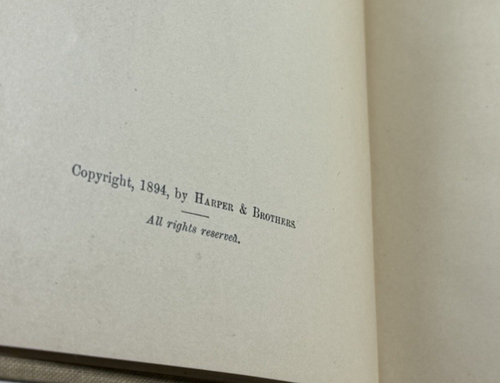 Copyright, 1894, by HARPER & BROTHERS.
All rights reserved.